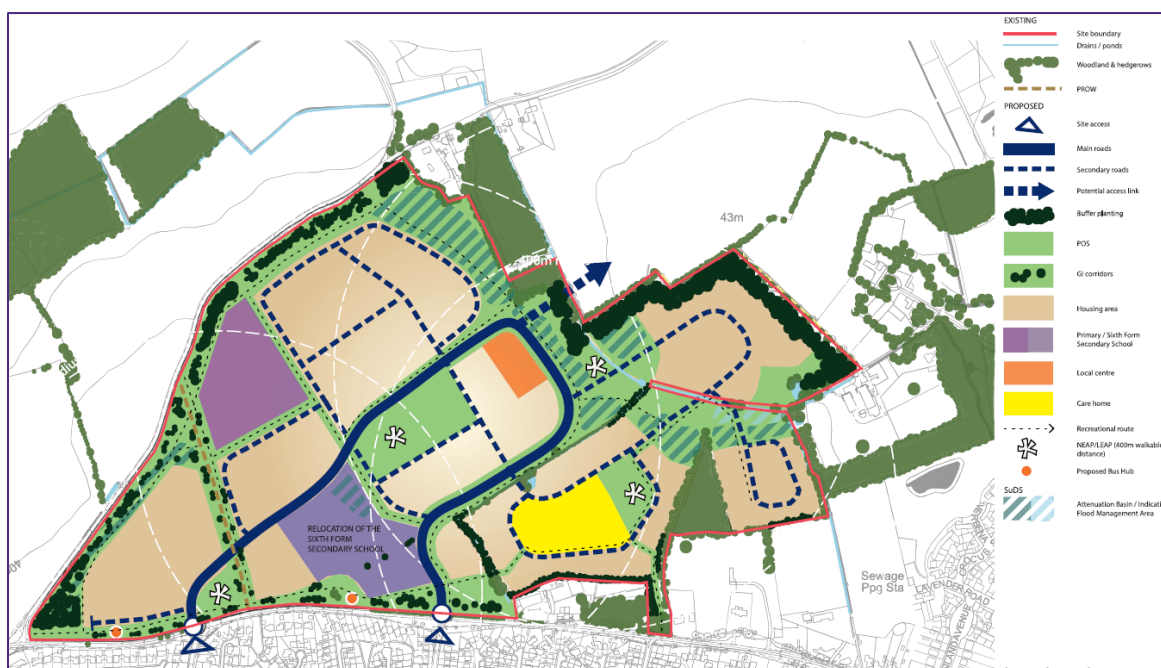 EXISTING
Site boundary
Drains / ponds
Woodland & hedgerows
PROW
PROPOSED
Site access
Main roads
Secondary roads
Potential access link
Buffer planting
POS
GI corridors
Housing area
Primary / Sixth Form
Secondary School
Local centre
Care home
Recreational route
NEAP/LEAP (400m walkable
distance)
Proposed Bus Hub
SuDS
Attenuation Basin / Indicati
Flood Management Area
43m
RELOCATION OF THE
SIXTH FORM
SECONDARY SCHOOL
Sewage
Ppg Sta
LAVENDER ROAD